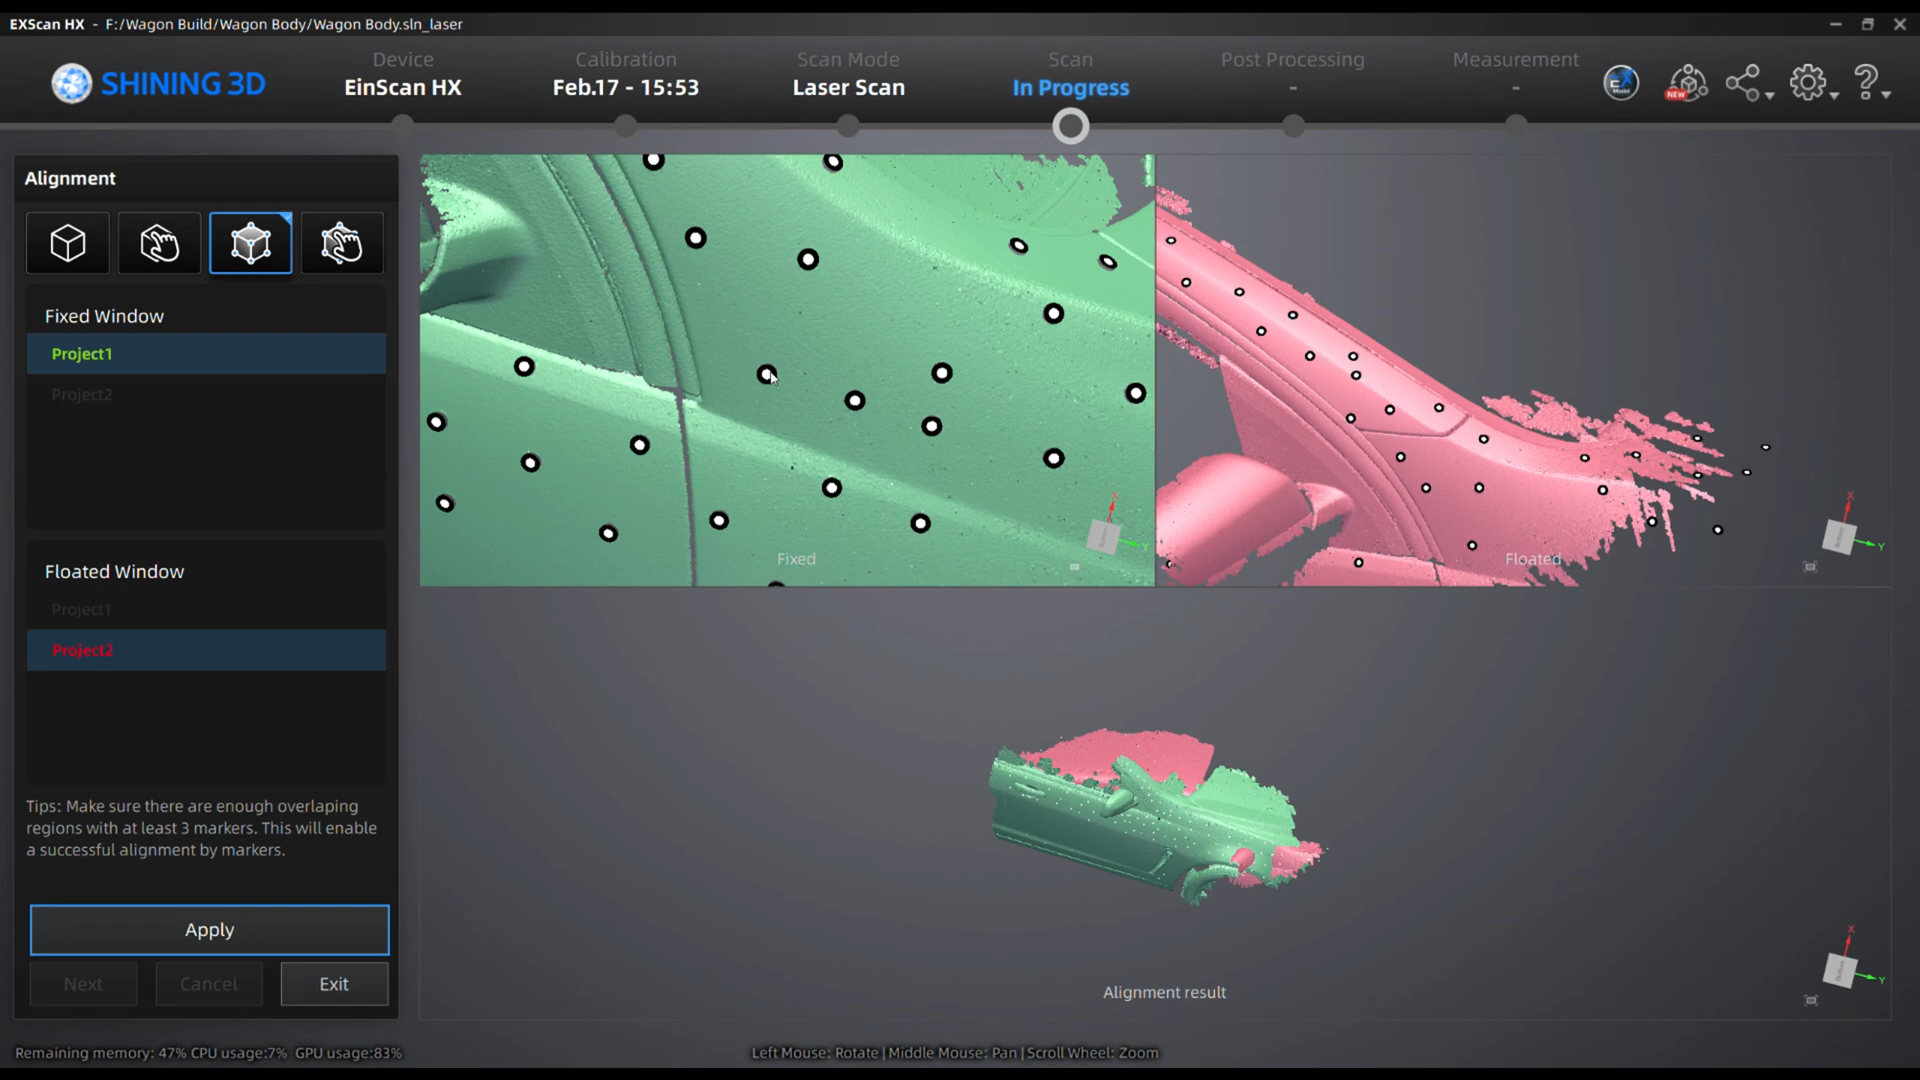 EXScan HX - F:/Wagon Build/Wagon Body/Wagon Body.sln_laser
SHINING 3D
Device
EinScan HX
Calibration
Feb.17 - 15:53
Scan Mode
Laser Scan
Scan
In Progress
Post Processing
-
Measurement
-
NEW
Alignment
Fixed Window
Project1
Project2
Floated Window
Project1
Project2
Tips: Make sure there are enough overlaping
regions with at least 3 markers. This will enable
a successful alignment by markers.
Apply
Next Cancel Exit
Fixed
X
Y
Floated
X
Y
Alignment result
X
Y
Remaining memory: 47% CPU usage:7% GPU usage:83%
Left Mouse: Rotate | Middle Mouse: Pan | Scroll Wheel: Zoom